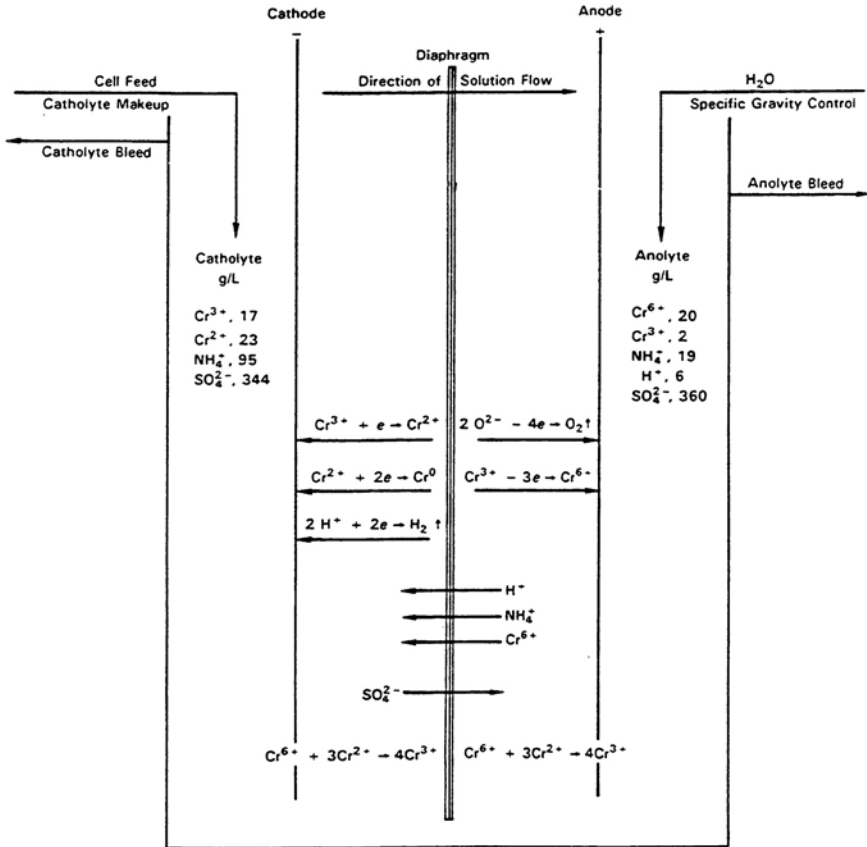 Cathode
−
Anode
+
Diaphragm
Cell Feed
Catholyte Makeup
Catholyte Bleed
Direction of Solution Flow
H₂O
Specific Gravity Control
Anolyte Bleed
Catholyte
g/L
Cr³⁺, 17
Cr²⁺, 23
NH₄⁺, 95
SO₄²⁻, 344
Anolyte
g/L
Cr⁶⁺, 20
Cr³⁺, 2
NH₄⁺, 19
H⁺, 6
SO₄²⁻, 360
Cr³⁺ + e → Cr²⁺
2 O²⁻ − 4e → O₂↑
Cr²⁺ + 2e → Cr⁰
Cr³⁺ − 3e → Cr⁶⁺
2 H⁺ + 2e → H₂ ↑
H⁺
NH₄⁺
Cr⁶⁺
SO₄²⁻
Cr⁶⁺ + 3Cr²⁺ → 4Cr³⁺
Cr⁶⁺ + 3Cr²⁺ → 4Cr³⁺